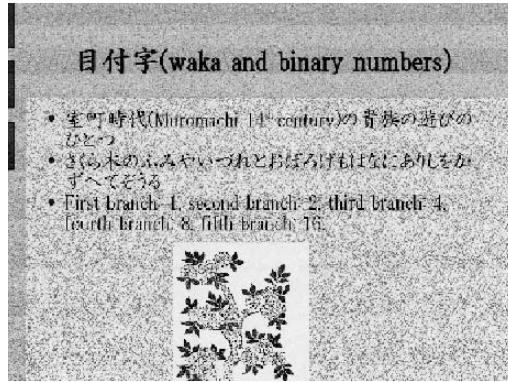 目付字(waka and binary numbers)
• 室町時代(Muromachi 14th century)の貴族の遊びの
ひとつ
• さくら木のふみやいづれとおぼろげもはなにありしをか
ずへてぞうる
• First branch: 1, second branch: 2, third branch: 4,
fourth branch: 8, fifth branch: 16.